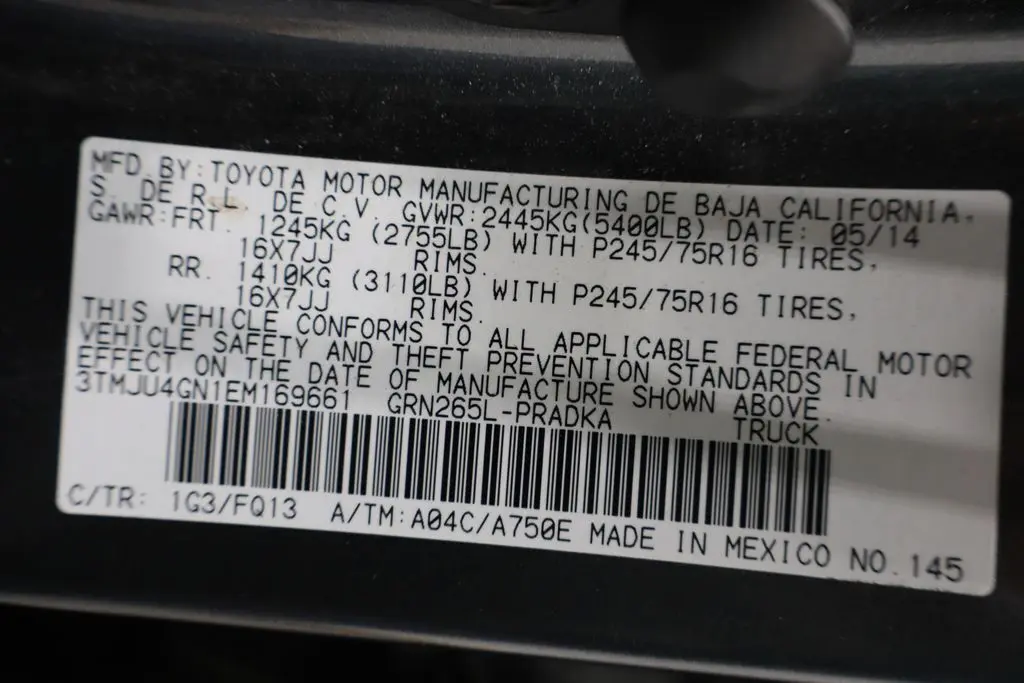 MFD. BY: TOYOTA MOTOR MANUFACTURING DE BAJA CALIFORNIA,
S. DE R.L. DE C.V. GVWR:2445KG(5400LB) DATE: 05/14
GAWR:FRT. 1245KG (2755LB) WITH P245/75R16 TIRES,
16X7JJ RIMS.
RR. 1410KG (3110LB) WITH P245/75R16 TIRES,
16X7JJ RIMS.
THIS VEHICLE CONFORMS TO ALL APPLICABLE FEDERAL MOTOR
VEHICLE SAFETY AND THEFT PREVENTION STANDARDS IN
EFFECT ON THE DATE OF MANUFACTURE SHOWN ABOVE.
3TMJU4GN1EM169661 GRN265L-PRADKA TRUCK
C/TR: 1G3/FQ13 A/TM:A04C/A750E MADE IN MEXICO NO.145